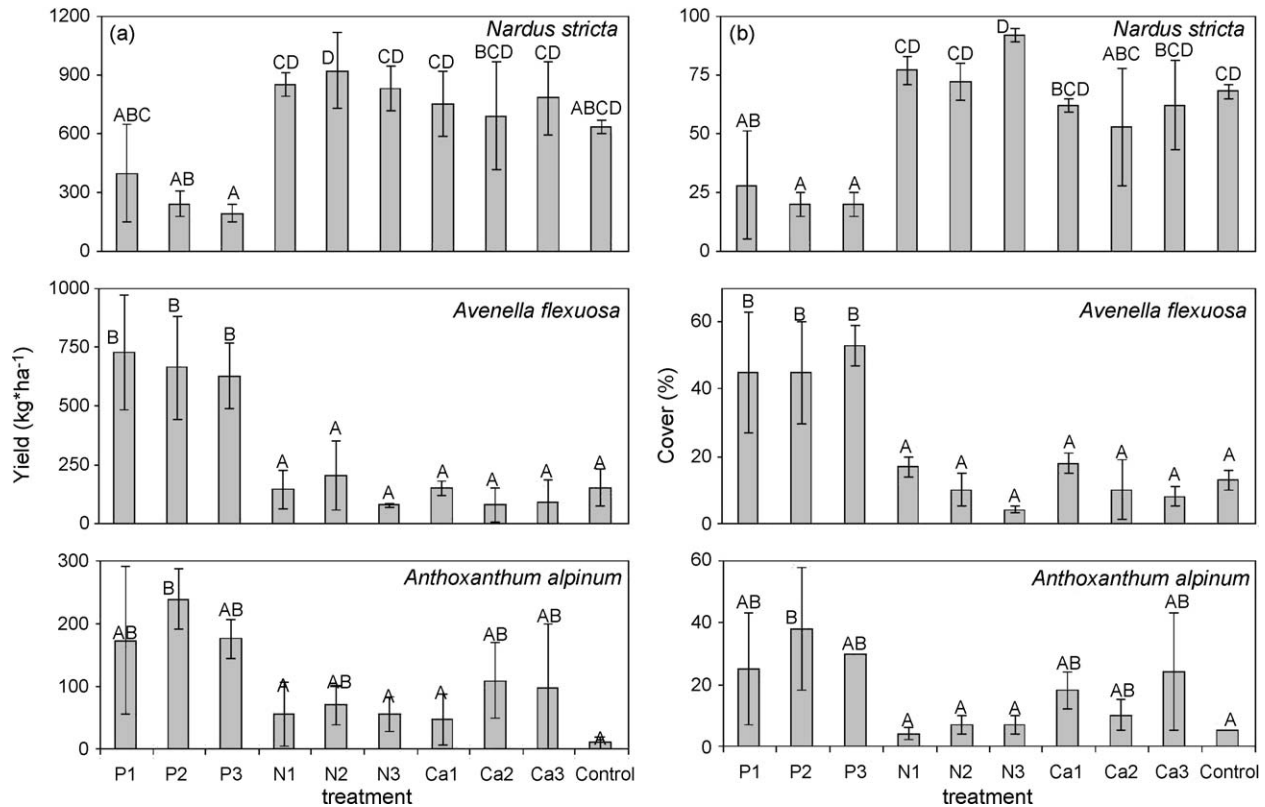 (a)
Nardus stricta
1200
900
600
300
0
ABC
AB
A
CD
D
CD
CD
BCD
CD
ABCD
Avenella flexuosa
1000
750
500
250
0
B
B
B
A
A
A
A
A
A
A
Yield (kg*ha-1)
Anthoxanthum alpinum
300
200
100
0
AB
B
AB
A
AB
A
A
AB
AB
A
P1 P2 P3 N1 N2 N3 Ca1 Ca2 Ca3 Control
treatment
(b)
Nardus stricta
100
75
50
25
0
AB
A
A
CD
CD
D
BCD
ABC
BCD
CD
Avenella flexuosa
60
40
20
0
B
B
B
A
A
A
A
A
A
A
Cover (%)
Anthoxanthum alpinum
60
40
20
0
AB
B
AB
A
A
A
AB
AB
AB
A
P1 P2 P3 N1 N2 N3 Ca1 Ca2 Ca3 Control
treatment